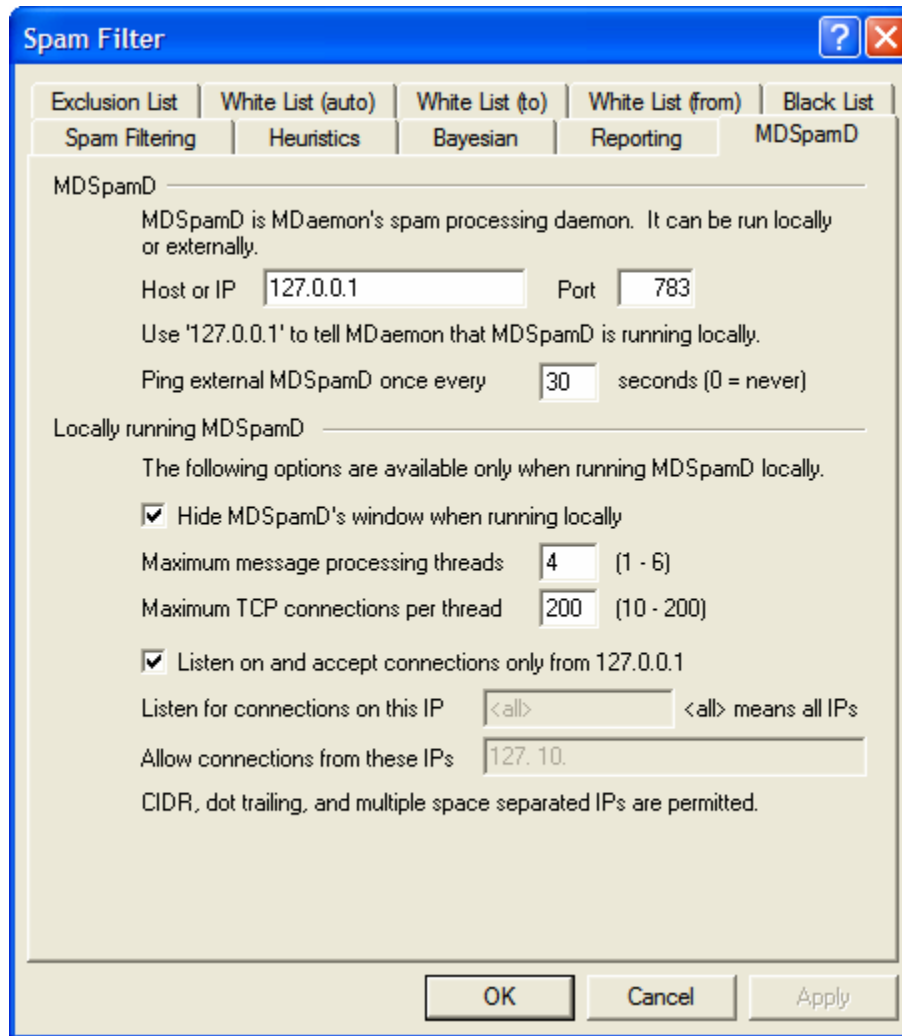 Spam Filter
Exclusion List
White List (auto)
White List (to)
White List (from)
Black List
Spam Filtering
Heuristics
Bayesian
Reporting
MDSpamD
MDSpamD
MDSpamD is MDaemon's spam processing daemon. It can be run locally
or externally.
Host or IP 127.0.0.1 Port 783
Use '127.0.0.1' to tell MDaemon that MDSpamD is running locally.
Ping external MDSpamD once every 30 seconds (0 = never)
Locally running MDSpamD
The following options are available only when running MDSpamD locally.
Hide MDSpamD's window when running locally
Maximum message processing threads 4 (1 - 6)
Maximum TCP connections per thread 200 (10 - 200)
Listen on and accept connections only from 127.0.0.1
Listen for connections on this IP <all> <all> means all IPs
Allow connections from these IPs 127. 10.
CIDR, dot trailing, and multiple space separated IPs are permitted.
OK Cancel Apply